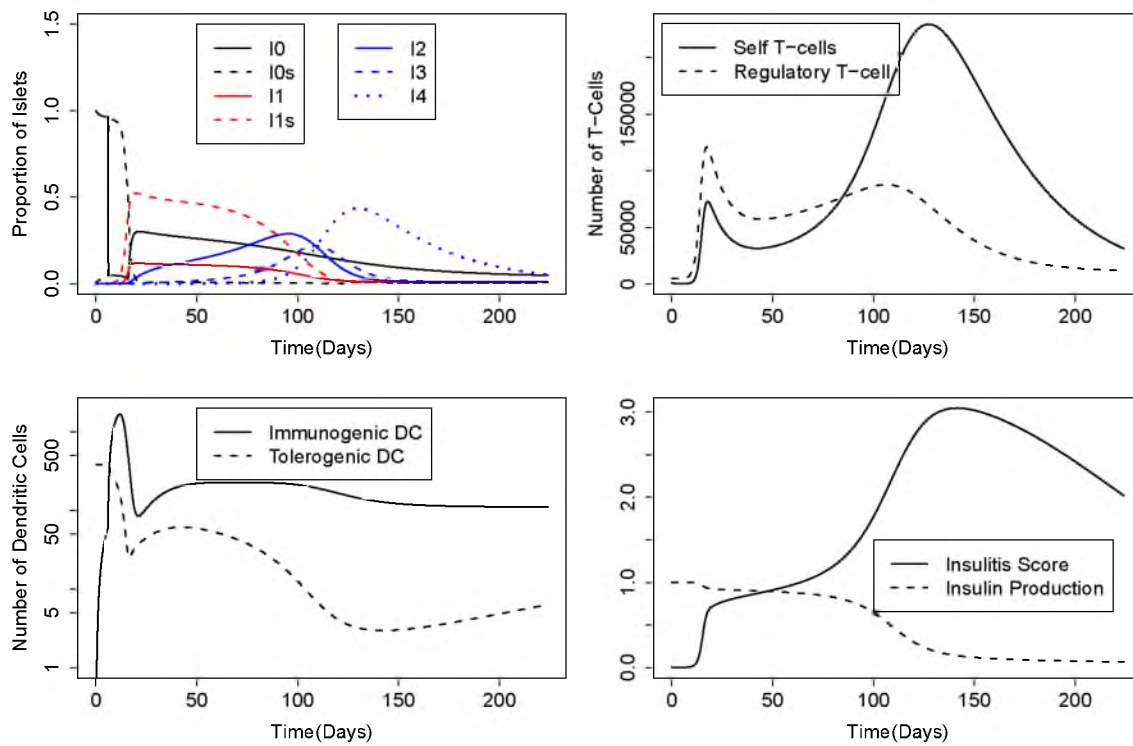 Proportion of Islets
0.0 0.5 1.0 1.5
I0
I0s
I1
I1s
I2
I3
I4
0 50 100 150 200
Time(Days)
Number of T-Cells
0 50000 150000
Self T-cells
Regulatory T-cell
0 50 100 150 200
Time(Days)
Number of Dendritic Cells
1 5 50 500
Immunogenic DC
Tolerogenic DC
0 50 100 150 200
Time(Days)
0.0 1.0 2.0 3.0
Insulitis Score
Insulin Production
0 50 100 150 200
Time(Days)